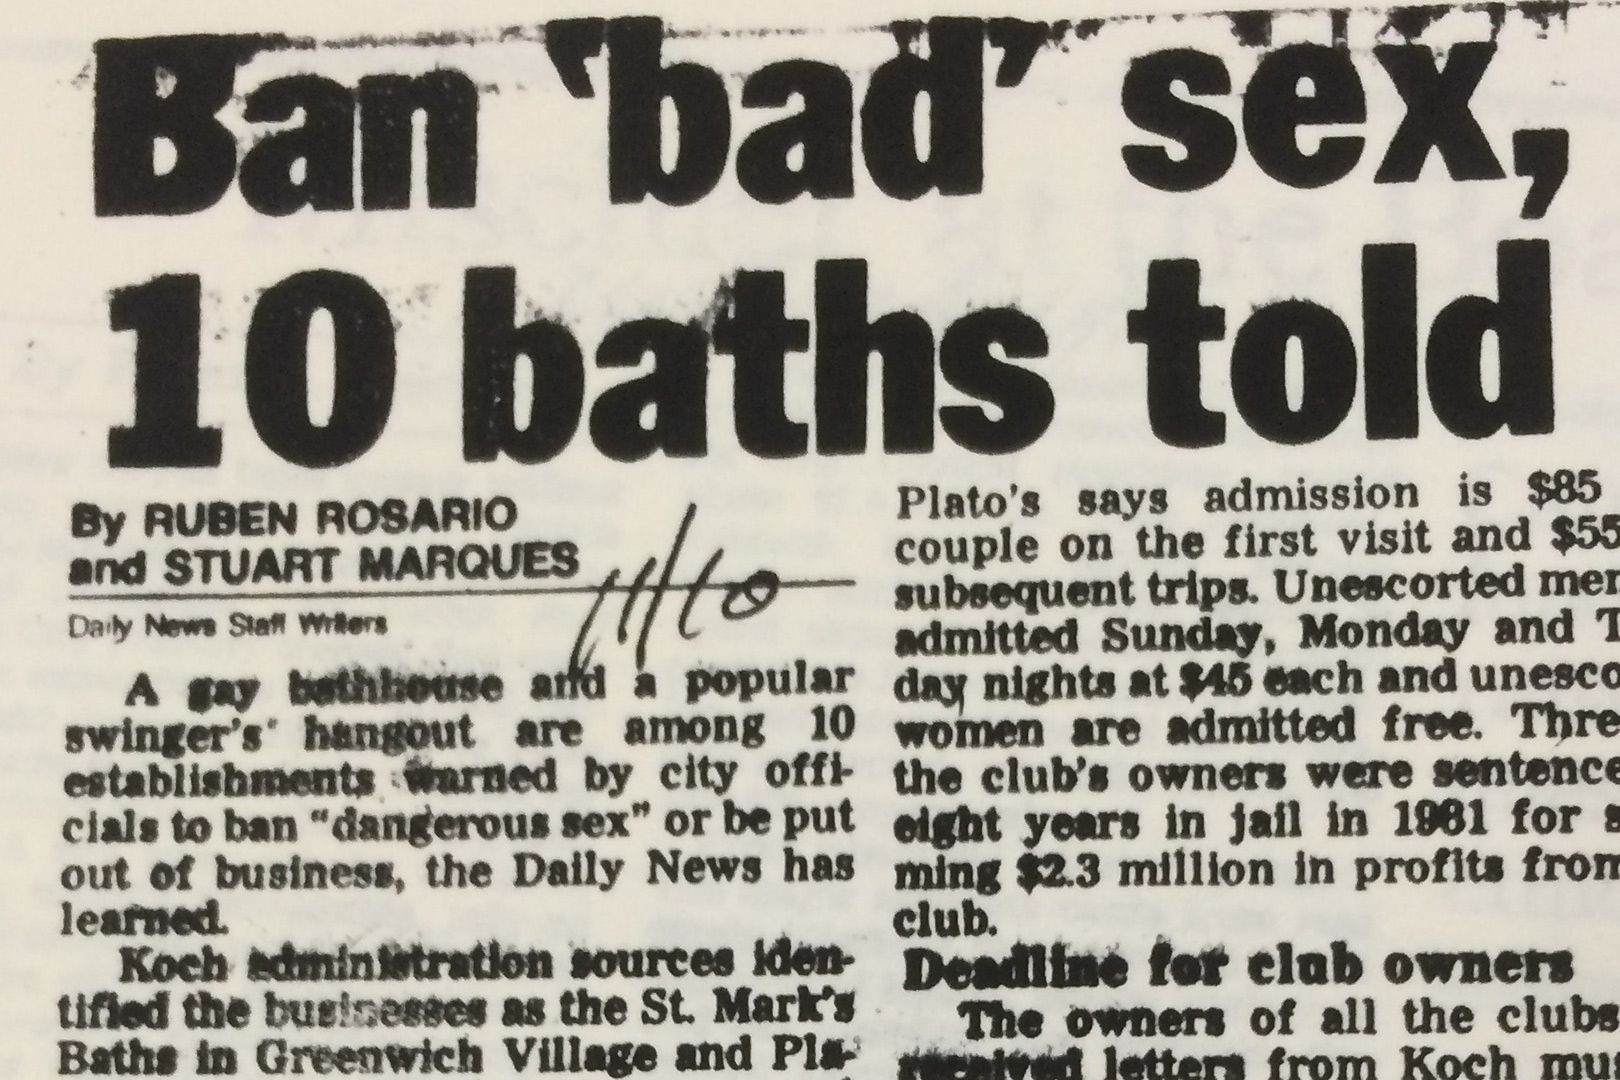 Ban 'bad' sex,
10 baths told
By RUBEN ROSARIO
and STUART MARQUES
11/10
Daily News Staff Writers
A gay bathhouse and a popular
swinger's' hangout are among 10
establishments warned by city offi-
cials to ban "dangerous sex" or be put
out of business, the Daily News has
learned.
Koch administration sources iden-
tified the businesses as the St. Mark's
Baths in Greenwich Village and Pla-
Plato's says admission is $85
couple on the first visit and $55
subsequent trips. Unescorted men
admitted Sunday, Monday and T
day nights at $45 each and unesco
women are admitted free. Thre
the club's owners were sentence
eight years in jail in 1981 for s
ming $2.3 million in profits from
club.
Deadline for club owners
The owners of all the clubs
received letters from Koch mu